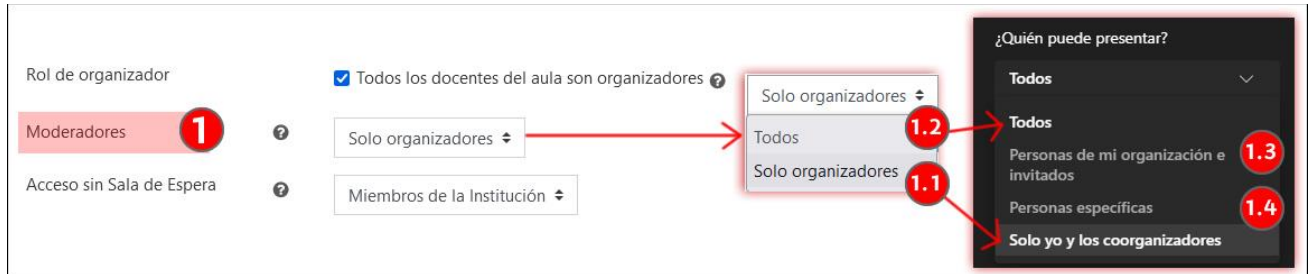 Rol de organizador
Todos los docentes del aula son organizadores
Moderadores
1
Solo organizadores
Acceso sin Sala de Espera
Miembros de la Institución
Solo organizadores
Todos
1.2
Solo organizadores
1.1
¿Quién puede presentar?
Todos
Todos
Personas de mi organización e
invitados
1.3
Personas específicas
1.4
Solo yo y los coorganizadores